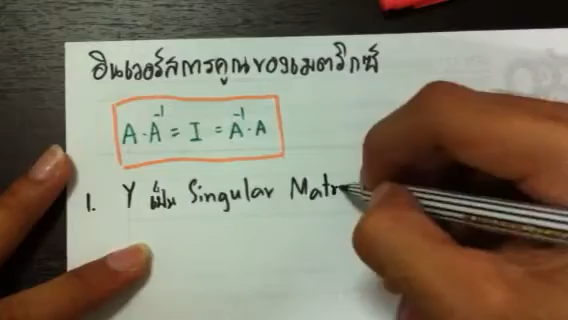 อินเวอร์สการคูณของเมตริกซ์
A·A⁻¹ = I = A⁻¹·A
1. Y เป็น Singular Matr